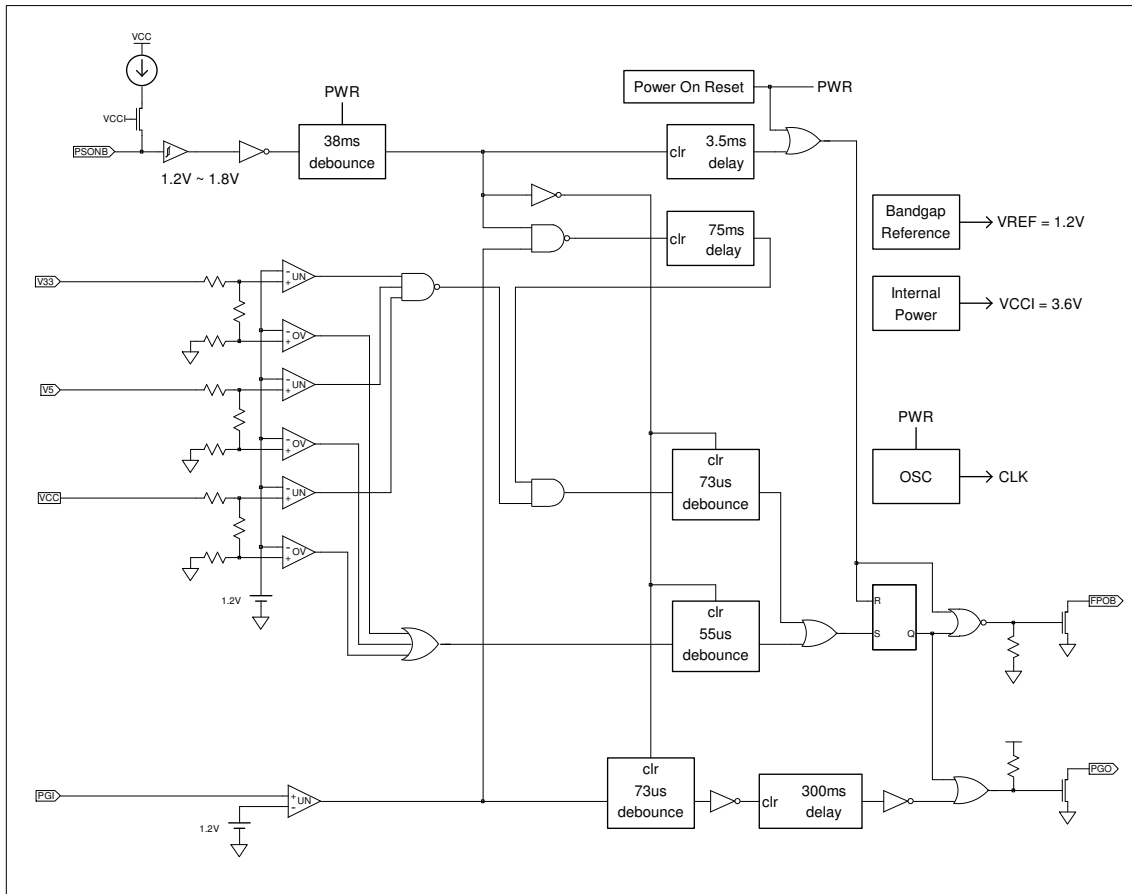 VCC
VCCI
PSONB
1.2V ~ 1.8V
PWR
38ms
debounce
Power On Reset
PWR
clr
3.5ms
delay
clr
75ms
delay
Bandgap
Reference
VREF = 1.2V
Internal
Power
VCCI = 3.6V
PWR
OSC
CLK
V33
- UN
+
- OV
+
V5
- UN
+
- OV
+
VCC
- UN
+
- OV
+
1.2V
clr
73us
debounce
clr
55us
debounce
R
S
Q
FPOB
PGI
+ UN
-
1.2V
clr
73us
debounce
clr
300ms
delay
PGO